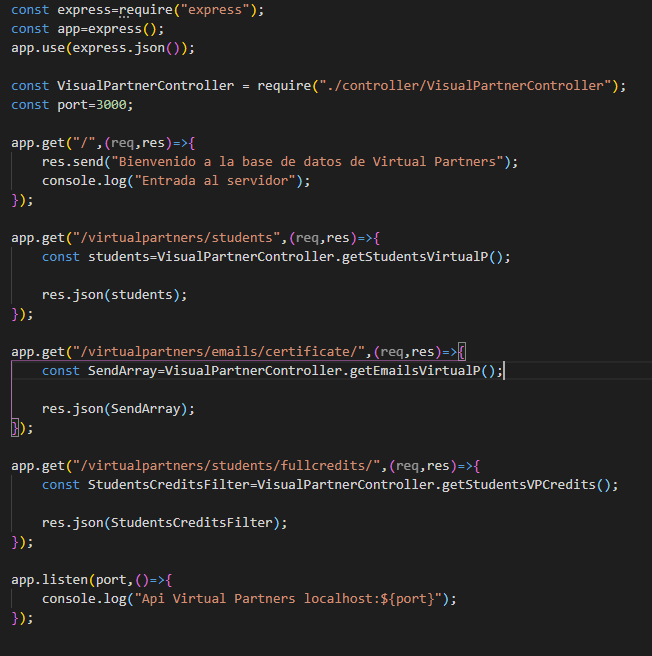 const express=require("express");
const app=express();
app.use(express.json());
const VisualPartnerController = require("./controller/VisualPartnerController");
const port=3000;
app.get("/",(req,res)=>{
res.send("Bienvenido a la base de datos de Virtual Partners");
console.log("Entrada al servidor");
});
app.get("/virtualpartners/students",(req,res)=>{
const students=VisualPartnerController.getStudentsVirtualP();
res.json(students);
});
app.get("/virtualpartners/emails/certificate/",(req,res)=>{
const SendArray=VisualPartnerController.getEmailsVirtualP();
res.json(SendArray);
});
app.get("/virtualpartners/students/fullcredits/",(req,res)=>{
const StudentsCreditsFilter=VisualPartnerController.getStudentsVPCredits();
res.json(StudentsCreditsFilter);
});
app.listen(port,()=>{
console.log("Api Virtual Partners localhost:${port}");
});